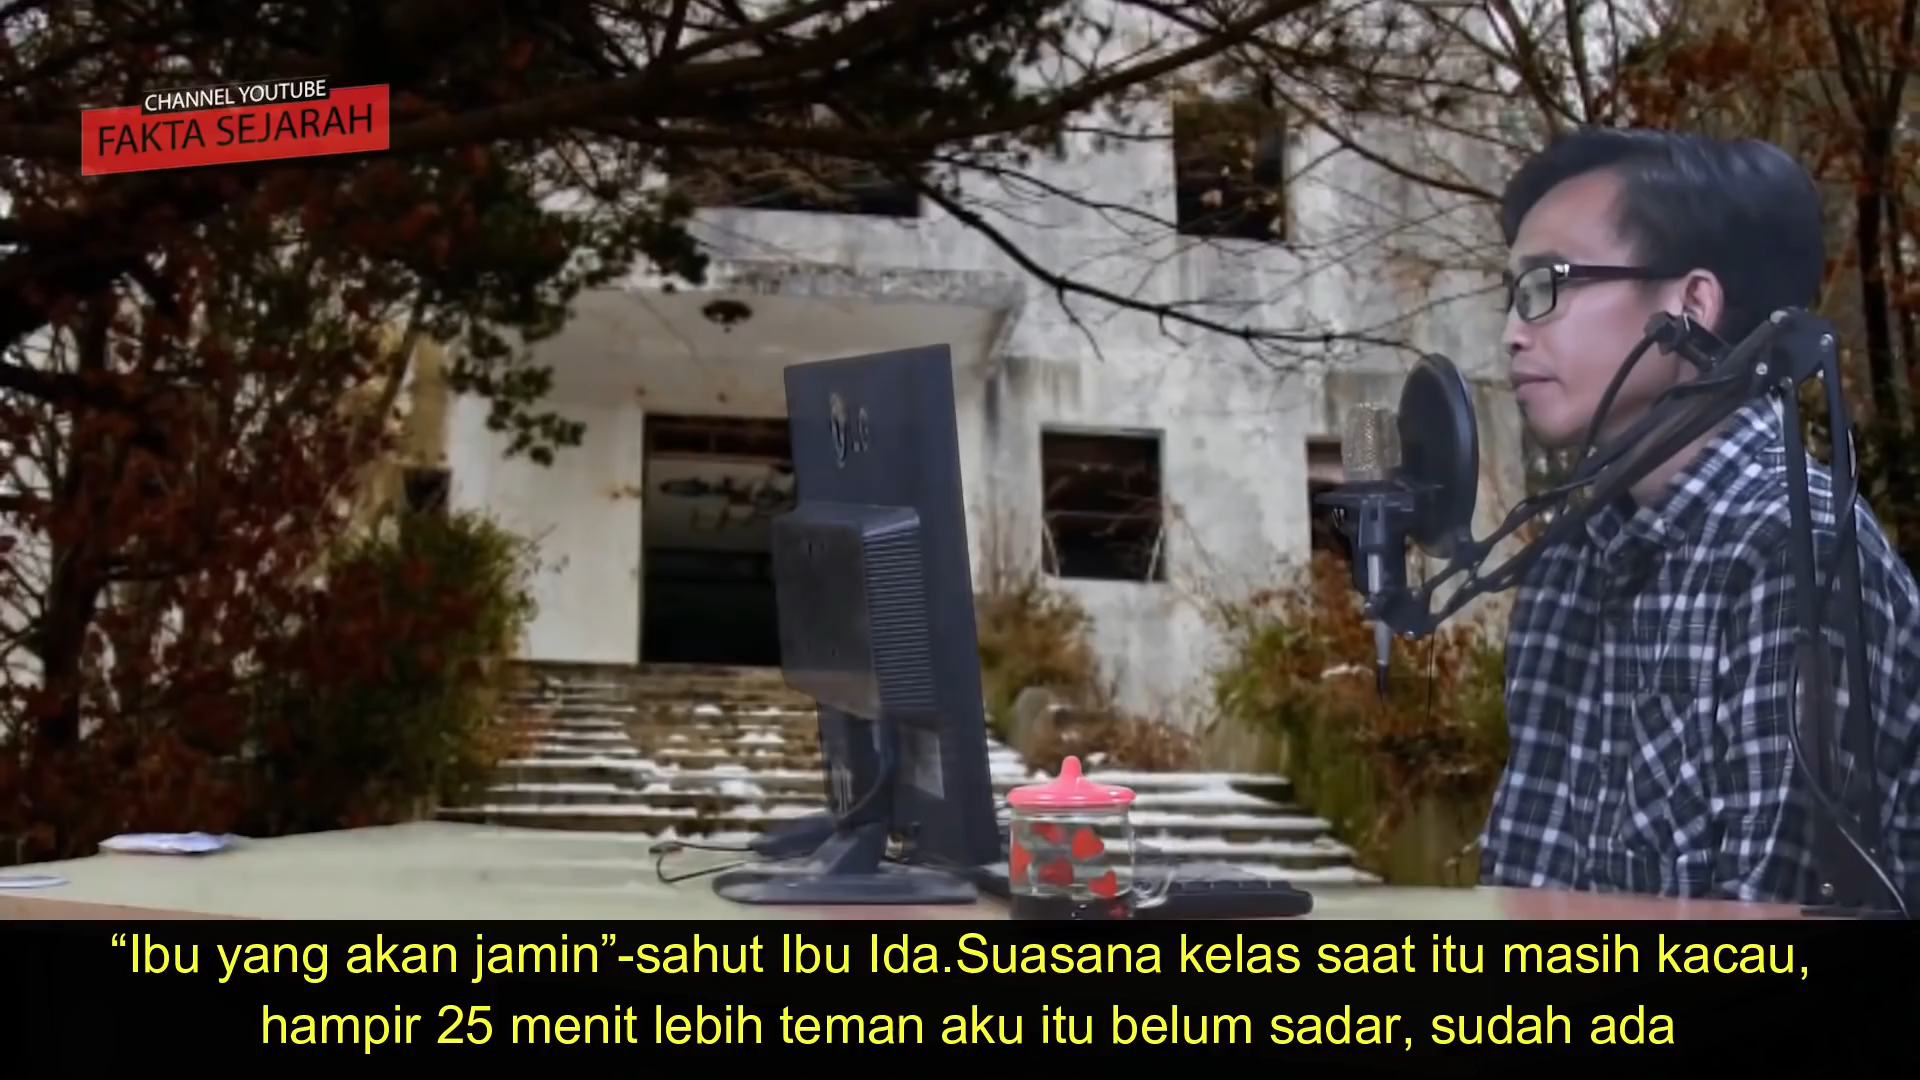 CHANNEL YOUTUBE
FAKTA SEJARAH
LG
“Ibu yang akan jamin”-sahut Ibu Ida.Suasana kelas saat itu masih kacau,
hampir 25 menit lebih teman aku itu belum sadar, sudah ada